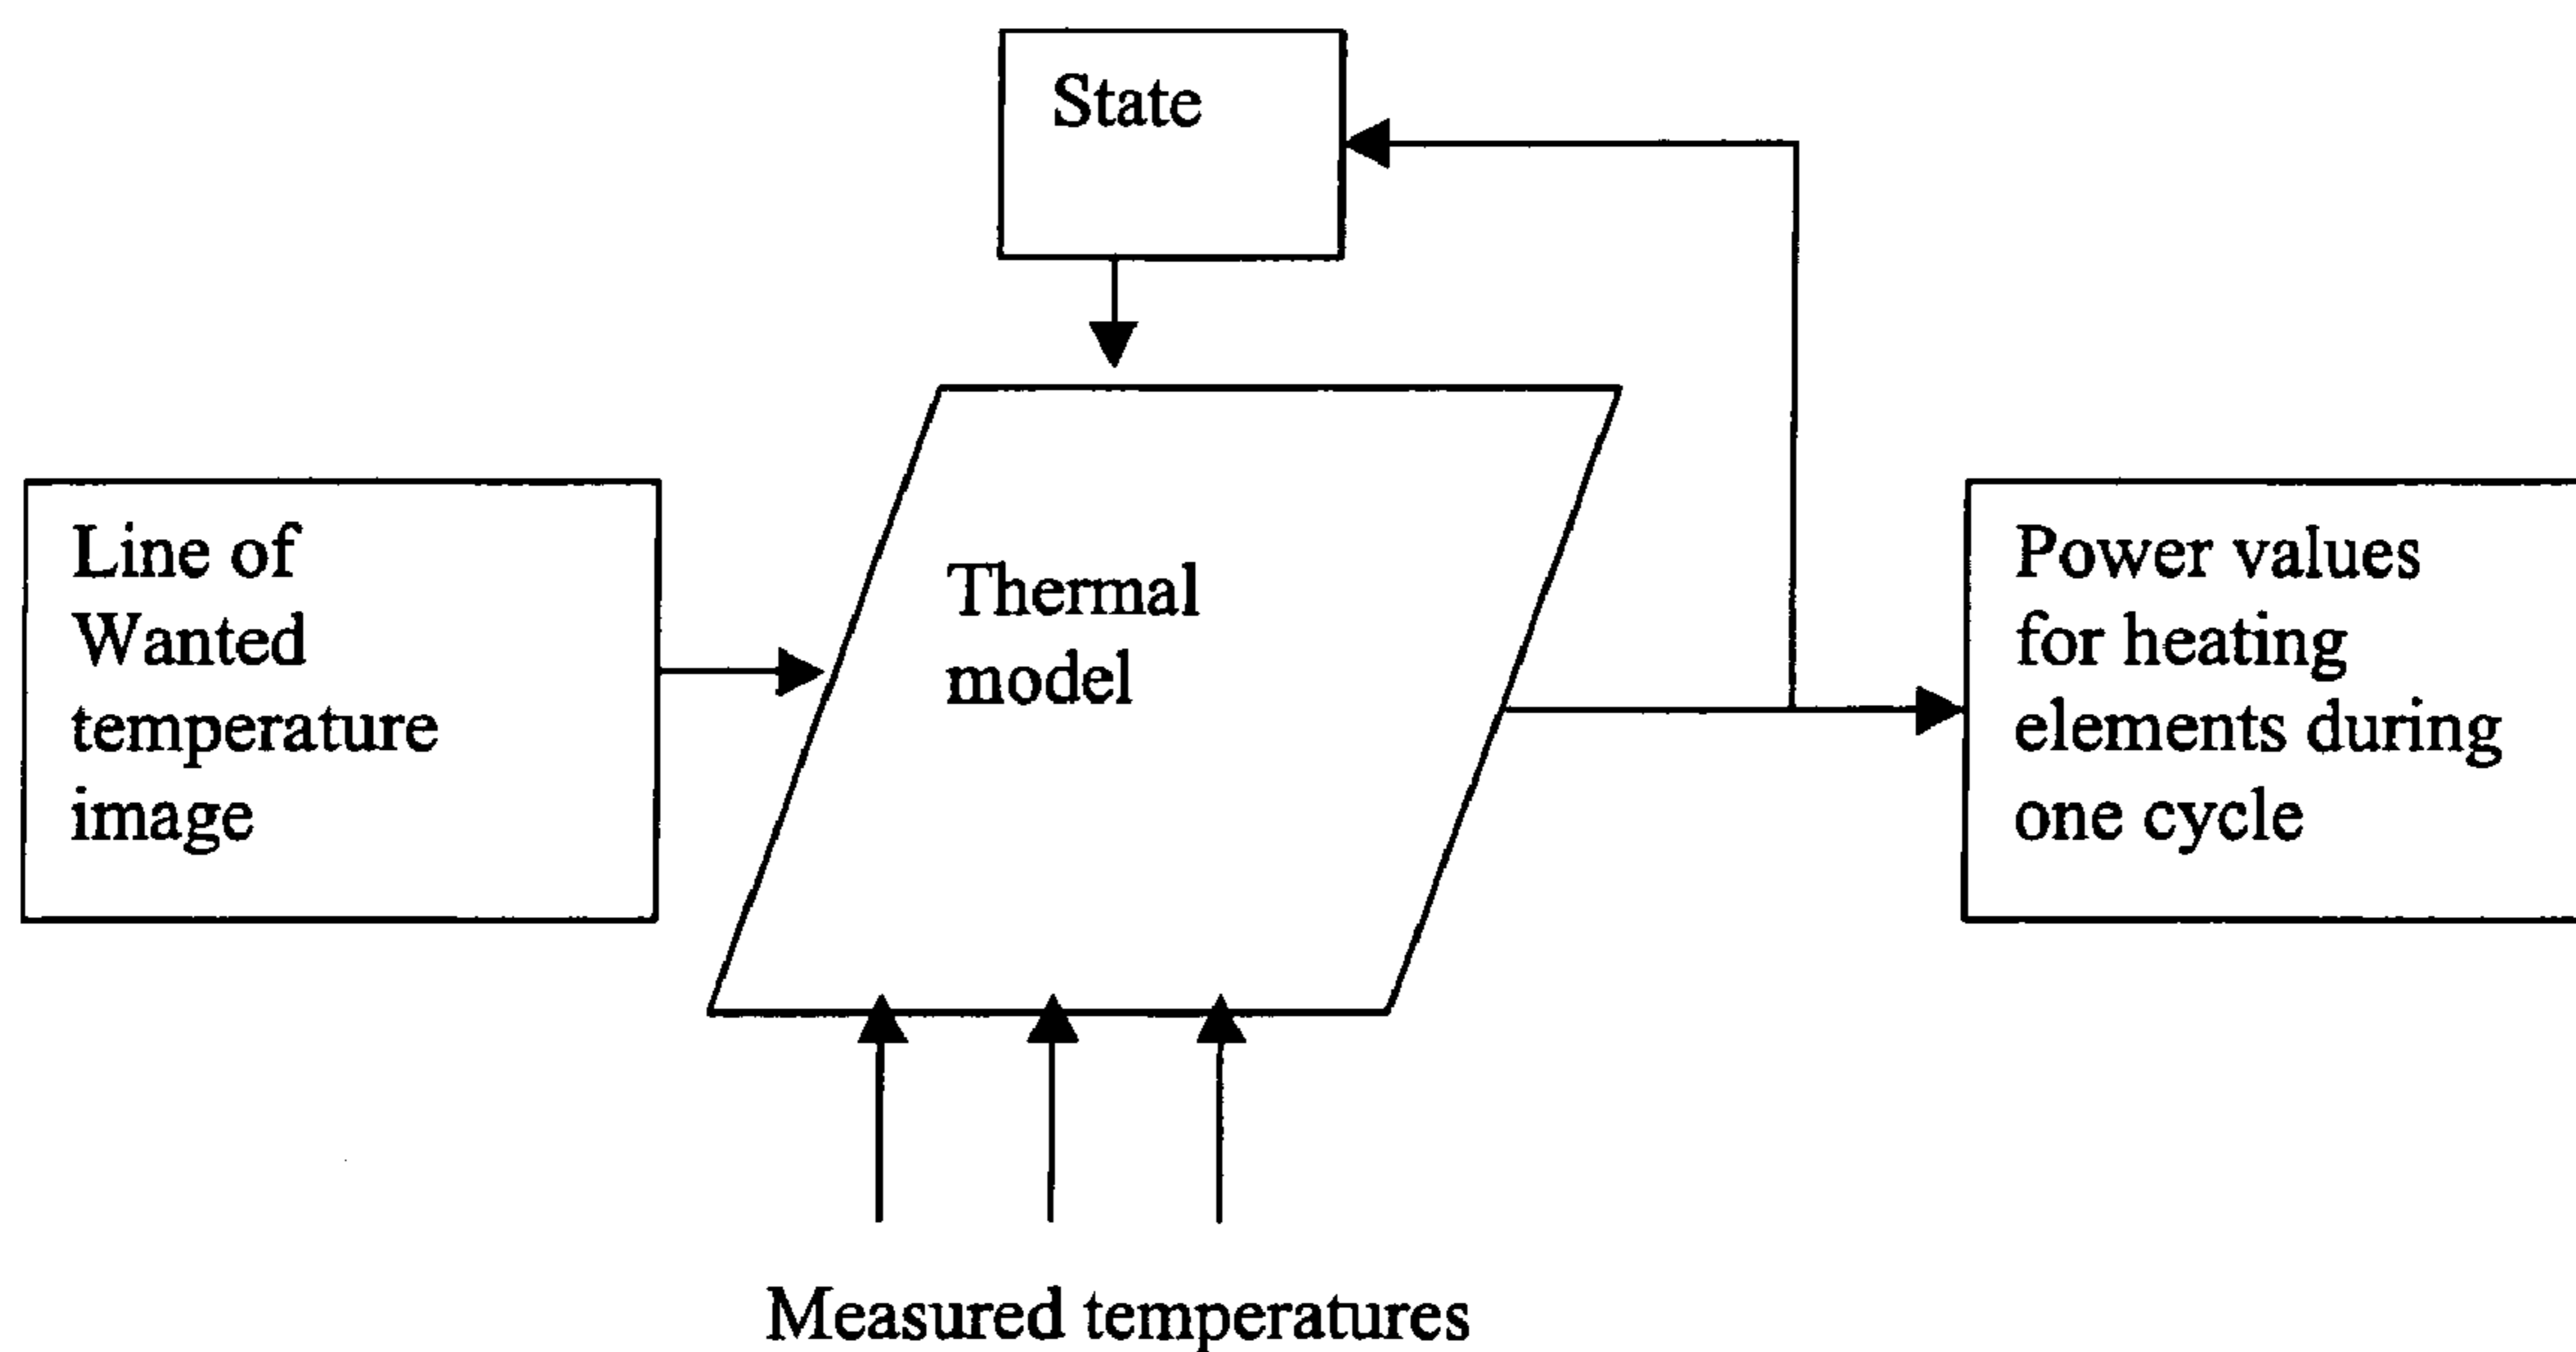 State
Line of
Wanted
temperature
image
Thermal
model
Power values
for heating
elements during
one cycle
Measured temperatures